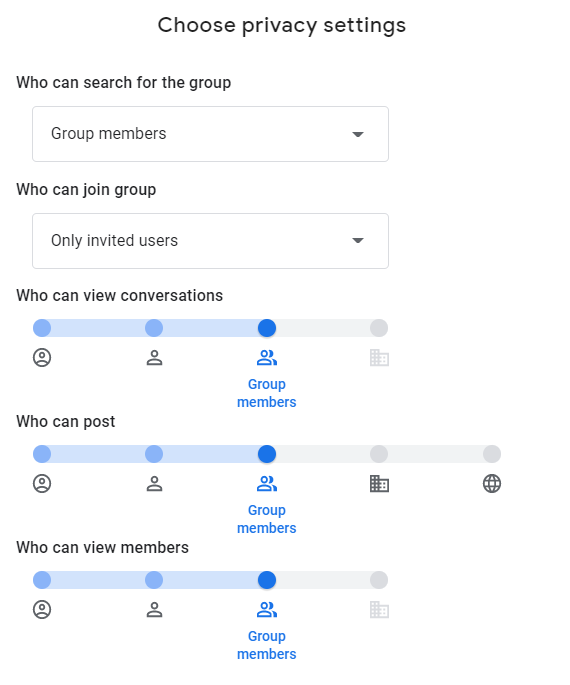 Choose privacy settings
Who can search for the group
Group members
Who can join group
Only invited users
Who can view conversations
Group
members
Who can post
Group
members
Who can view members
Group
members